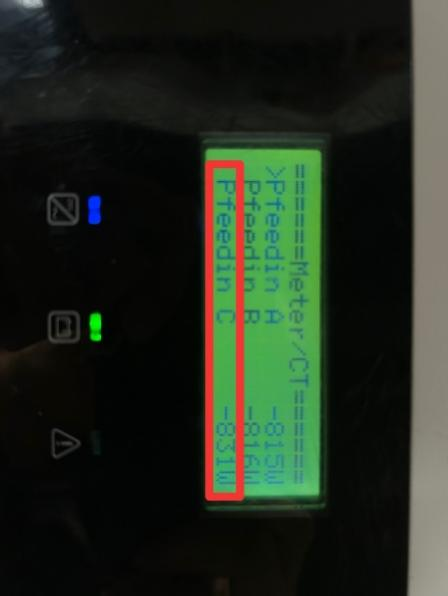 ======Meter/CT======
>Pfeedin A -815W
Pfeedin B -816W
Pfeedin C -831W